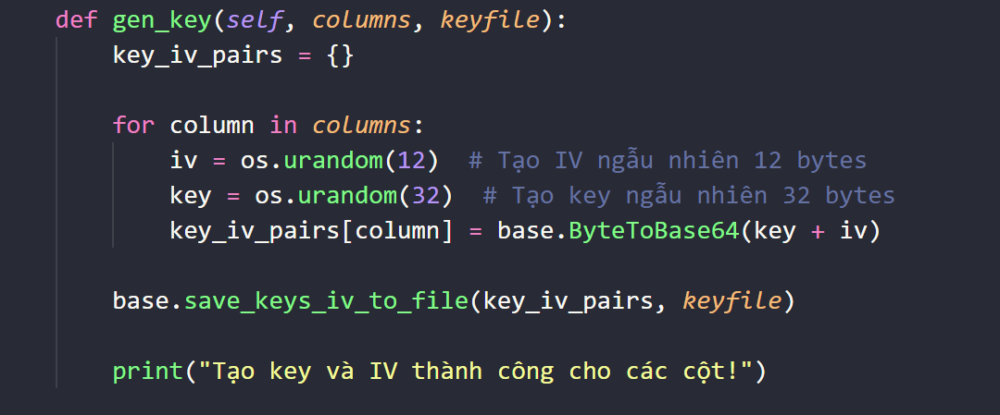 def gen_key(self, columns, keyfile):
key_iv_pairs = {}
for column in columns:
iv = os.urandom(12)  # Tạo IV ngẫu nhiên 12 bytes
key = os.urandom(32)  # Tạo key ngẫu nhiên 32 bytes
key_iv_pairs[column] = base.ByteToBase64(key + iv)
base.save_keys_iv_to_file(key_iv_pairs, keyfile)
print("Tạo key và IV thành công cho các cột!")